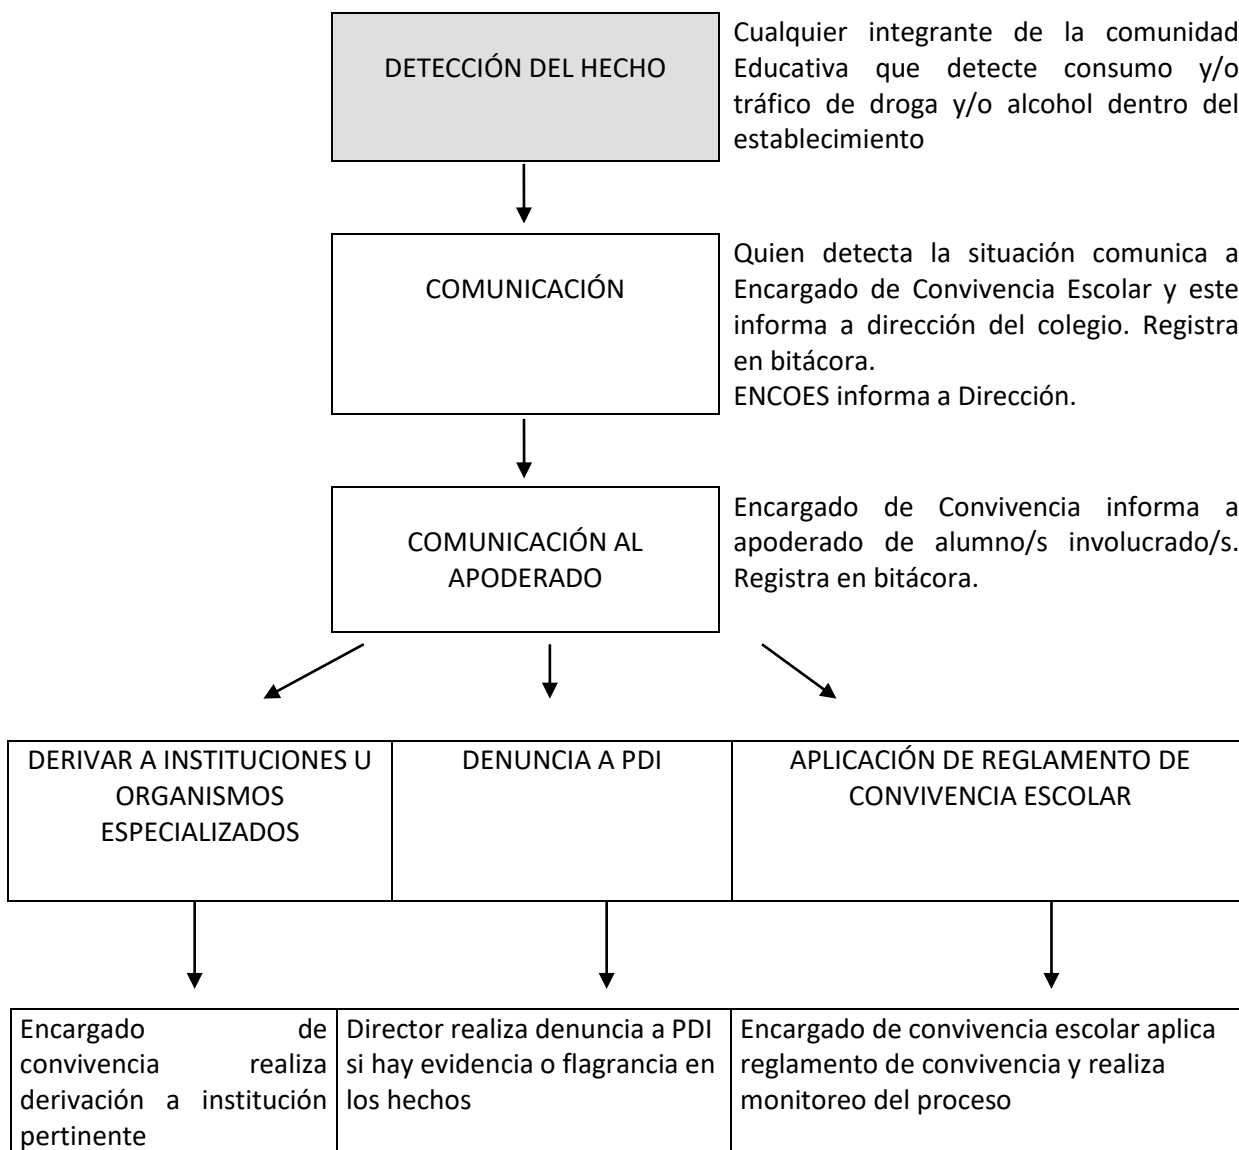 DETECCIÓN DEL HECHO
Cualquier integrante de la comunidad
Educativa que detecte consumo y/o
tráfico de droga y/o alcohol dentro del
establecimiento
COMUNICACIÓN
Quien detecta la situación comunica a
Encargado de Convivencia Escolar y este
informa a dirección del colegio. Registra
en bitácora.
ENCOES informa a Dirección.
COMUNICACIÓN AL
APODERADO
Encargado de Convivencia informa a
apoderado de alumno/s involucrado/s.
Registra en bitácora.
DERIVAR A INSTITUCIONES U
ORGANISMOS
ESPECIALIZADOS
DENUNCIA A PDI
APLICACIÓN DE REGLAMENTO DE
CONVIVENCIA ESCOLAR
Encargado de
convivencia realiza
derivación a institución
pertinente
Director realiza denuncia a PDI
si hay evidencia o flagrancia en
los hechos
Encargado de convivencia escolar aplica
reglamento de convivencia y realiza
monitoreo del proceso